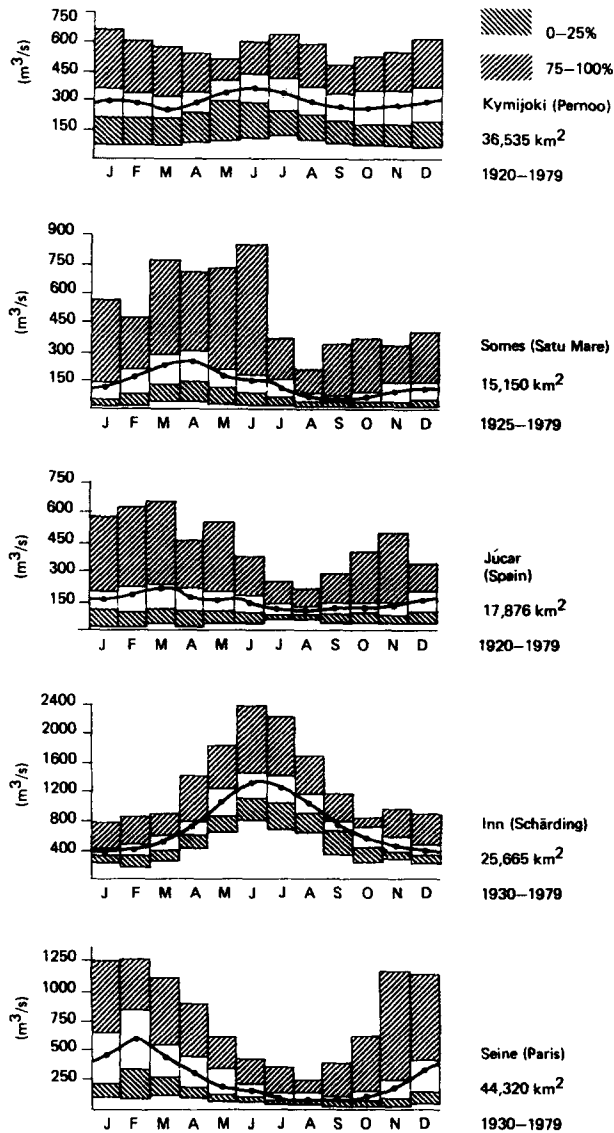 750
600
450
300
150
(m³/s)
J F M A M J J A S O N D
0–25%
75–100%
Kymijoki (Pernoo)
36,535 km²
1920–1979
900
750
600
450
300
150
(m³/s)
J F M A M J J A S O N D
Somes (Satu Mare)
15,150 km²
1925–1979
750
600
450
300
150
(m³/s)
J F M A M J J A S O N D
Júcar
(Spain)
17,876 km²
1920–1979
2400
2000
1600
1200
800
400
(m³/s)
J F M A M J J A S O N D
Inn (Schärding)
25,665 km²
1930–1979
1250
1000
750
500
250
(m³/s)
J F M A M J J A S O N D
Seine (Paris)
44,320 km²
1930–1979